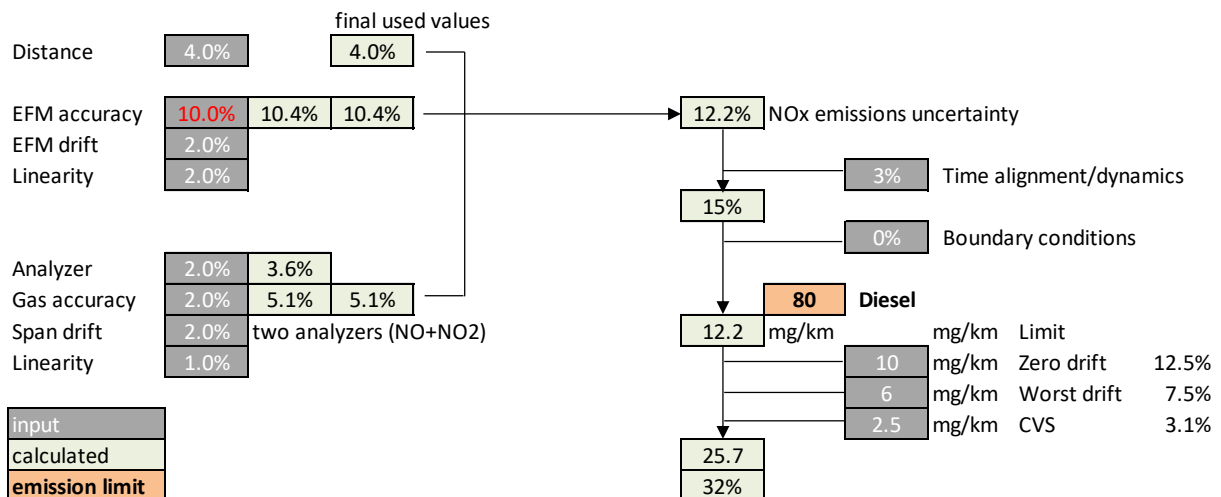 final used values
Distance 4.0% 4.0%
EFM accuracy 10.0% 10.4% 10.4% 12.2% NOx emissions uncertainty
EFM drift 2.0%
Linearity 2.0%
3% Time alignment/dynamics
15%
0% Boundary conditions
Analyzer 2.0% 3.6%
Gas accuracy 2.0% 5.1% 5.1% 80 Diesel
Span drift 2.0% two analyzers (NO+NO2) 12.2 mg/km mg/km Limit
Linearity 1.0% 10 mg/km Zero drift 12.5%
6 mg/km Worst drift 7.5%
input 2.5 mg/km CVS 3.1%
calculated 25.7
emission limit 32%